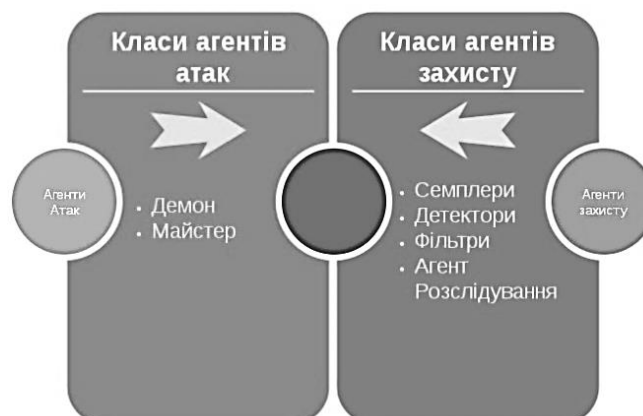 Класи агентів
атак
Класи агентів
захисту
Агенти
Атак
• Демон
• Майстер
• Семплери
• Детектори
• Фільтри
• Агент
Розслідування
Агенти
захисту